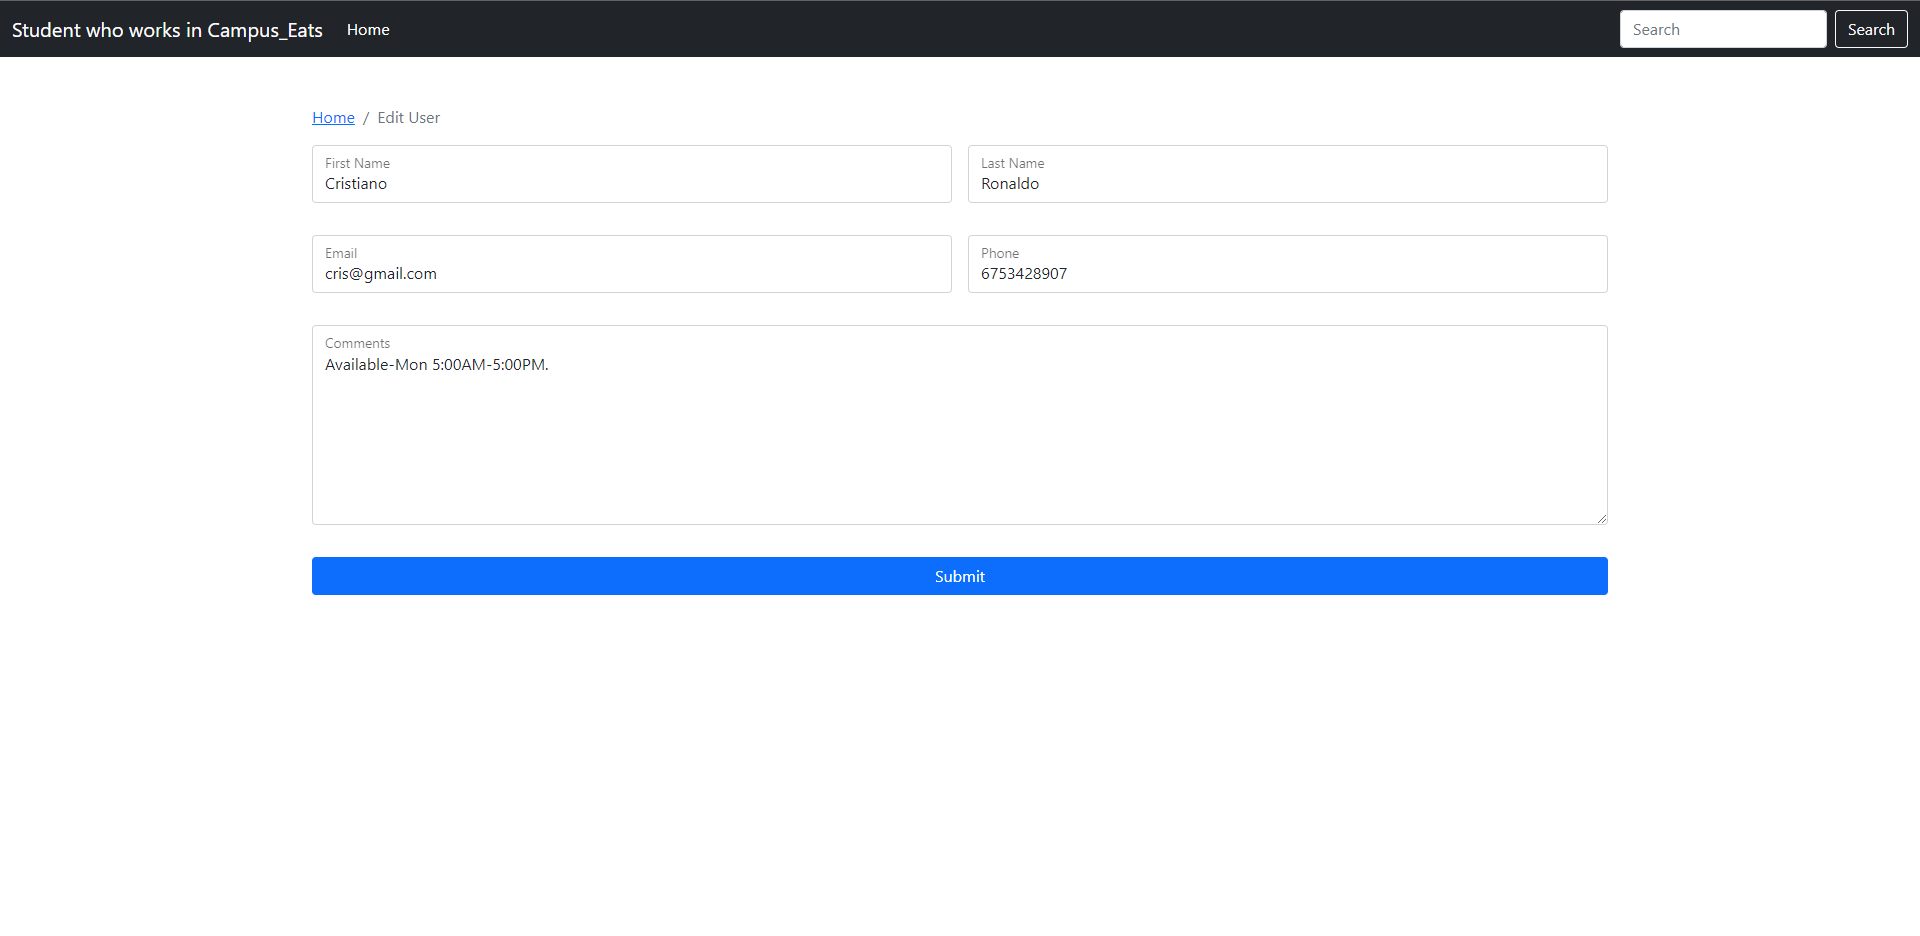 Student who works in Campus_Eats Home Search Search
Home / Edit User
First Name
Cristiano
Last Name
Ronaldo
Email
cris@gmail.com
Phone
6753428907
Comments
Available-Mon 5:00AM-5:00PM.
Submit